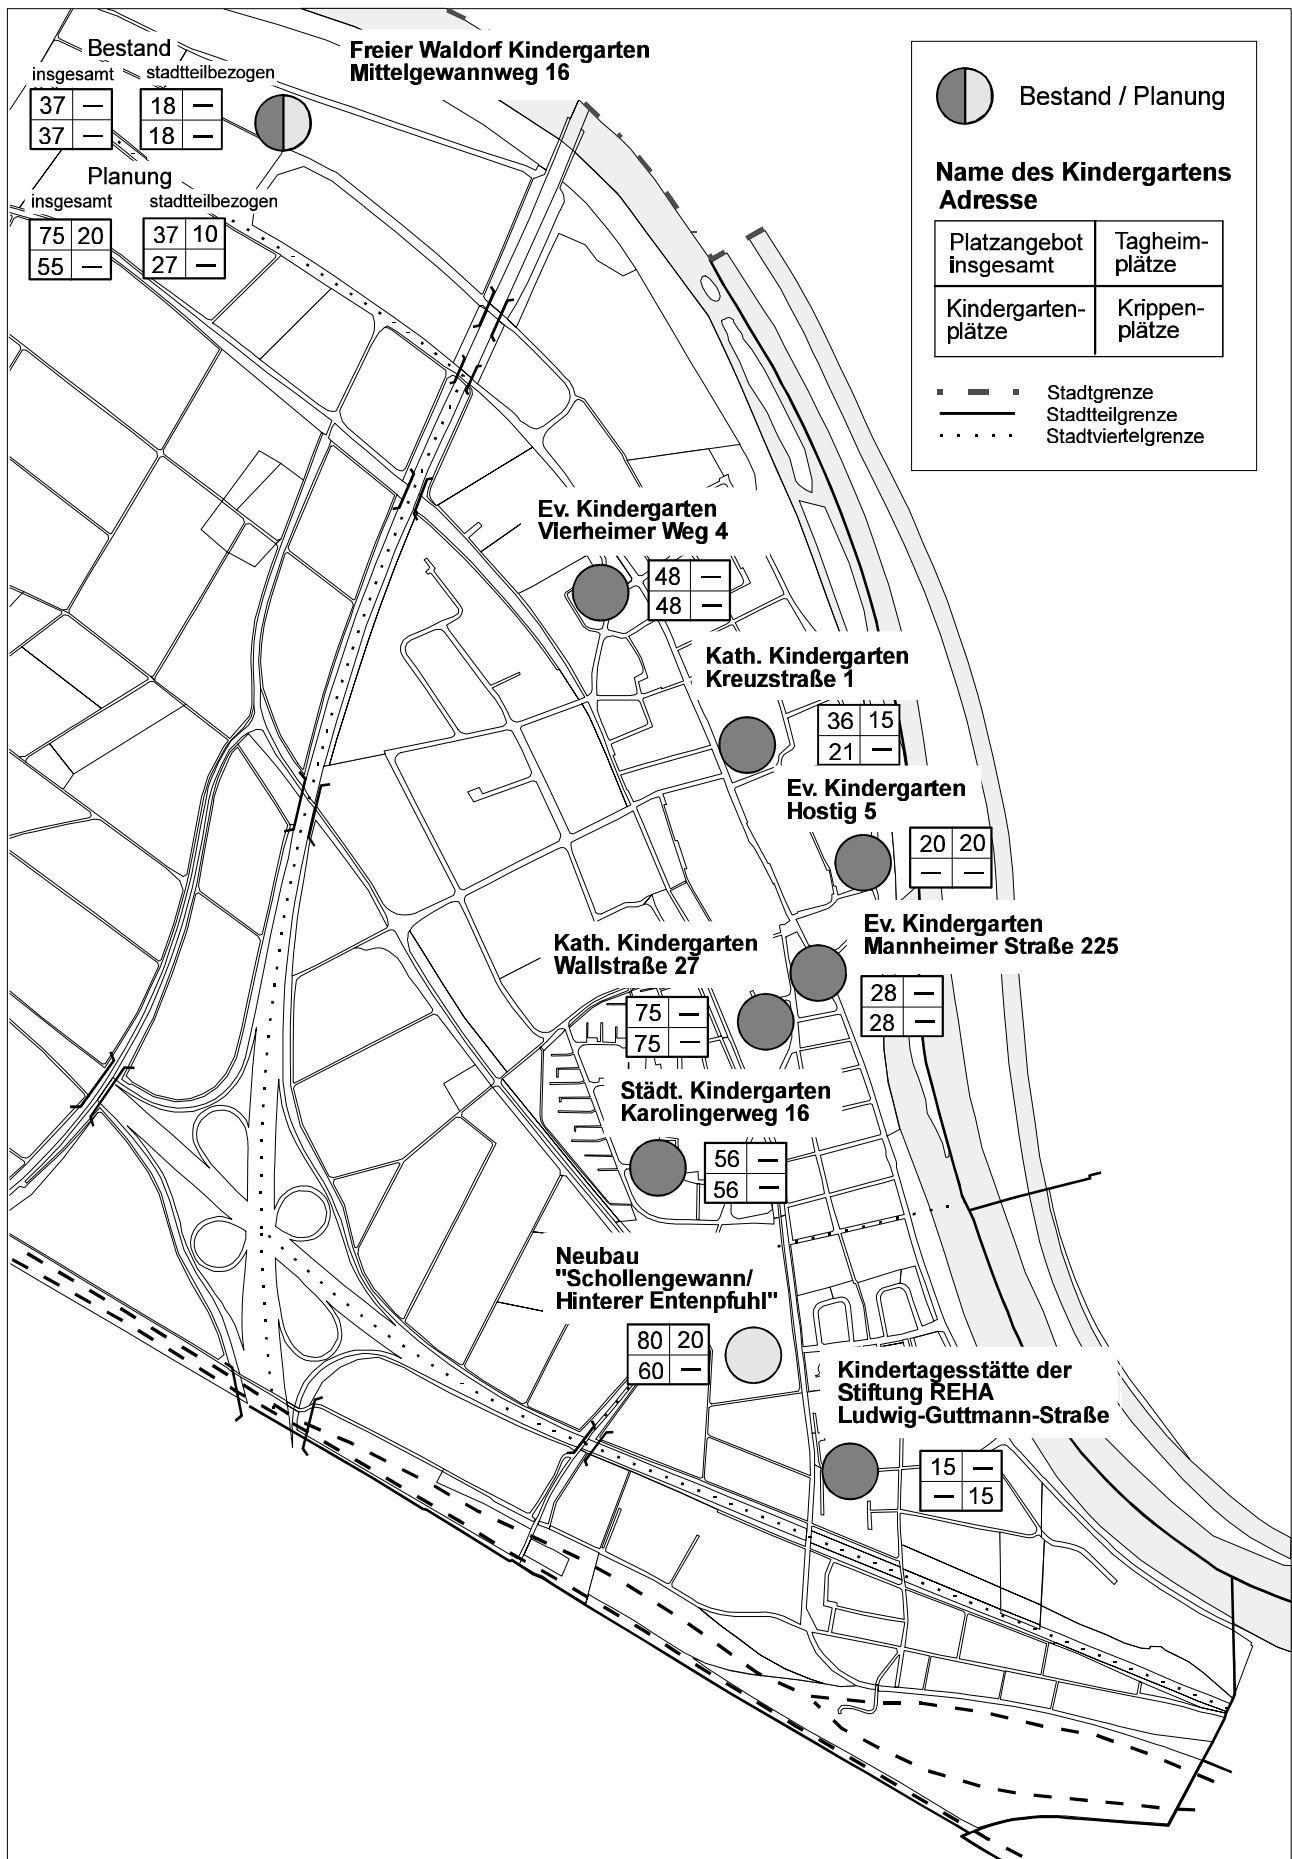 Bestand
insgesamt stadtteilbezogen
37 — 18 —
37 — 18 —
Planung
insgesamt stadtteilbezogen
75 20 37 10
55 — 27 —
Freier Waldorf Kindergarten
Mittelgewannweg 16
Bestand / Planung
Name des Kindergartens
Adresse
Platzangebot insgesamt
Tagheim-
plätze
Kindergarten-
plätze
Krippen-
plätze
Stadtgrenze
Stadtteilgrenze
Stadtviertelgrenze
Ev. Kindergarten
Vierheimer Weg 4
48 —
48 —
Kath. Kindergarten
Kreuzstraße 1
36 15
21 —
Ev. Kindergarten
Hostig 5
20 20
— —
Ev. Kindergarten
Mannheimer Straße 225
28 —
28 —
Kath. Kindergarten
Wallstraße 27
75 —
75 —
Städt. Kindergarten
Karolingerweg 16
56 —
56 —
Neubau
"Schollengewann/
Hinterer Entenpfuhl"
80 20
60 —
Kindertagesstätte der
Stiftung REHA
Ludwig-Guttmann-Straße
15 —
— 15